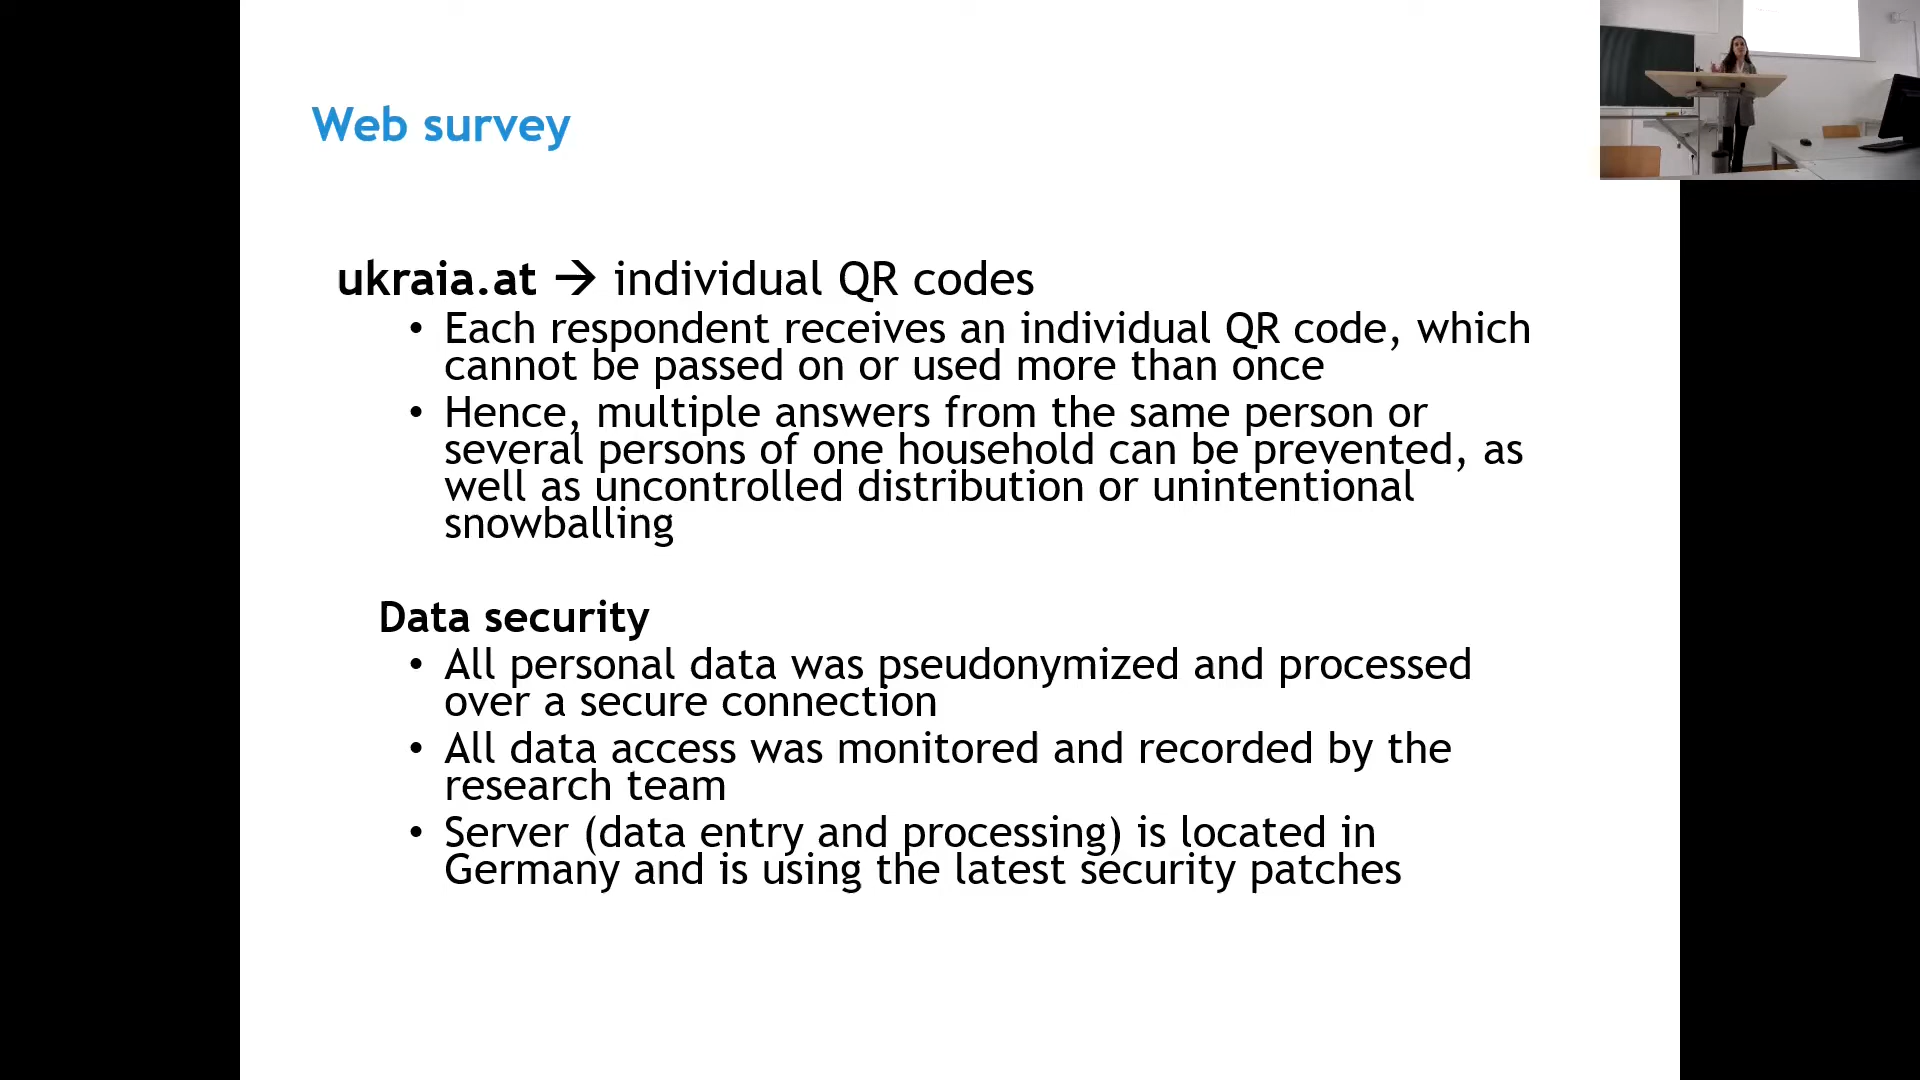 Web survey
ukraia.at → individual QR codes
• Each respondent receives an individual QR code, which
cannot be passed on or used more than once
• Hence, multiple answers from the same person or
several persons of one household can be prevented, as
well as uncontrolled distribution or unintentional
snowballing
Data security
• All personal data was pseudonymized and processed
over a secure connection
• All data access was monitored and recorded by the
research team
• Server (data entry and processing) is located in
Germany and is using the latest security patches